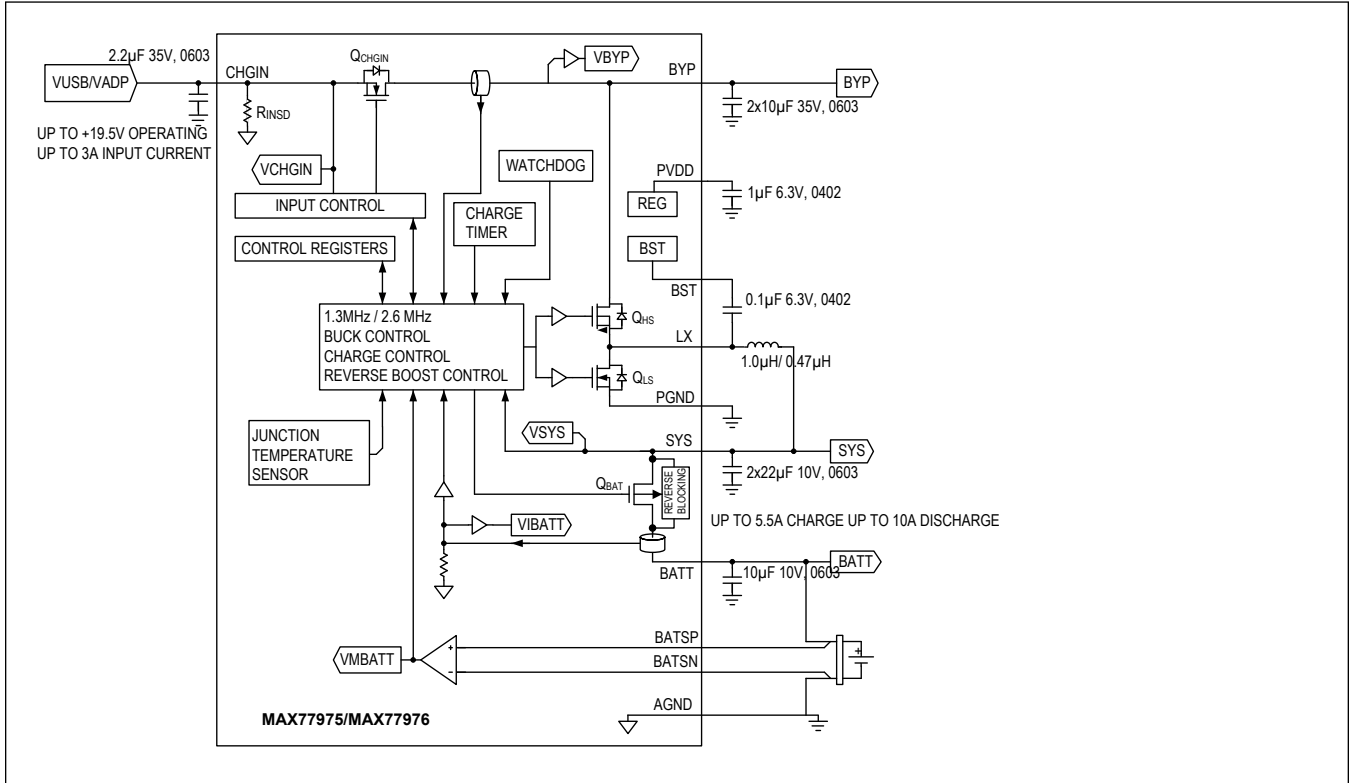 2.2µF 35V, 0603
VUSB/VADP
UP TO +19.5V OPERATING
UP TO 3A INPUT CURRENT
CHGIN
QCHGIN
RINSD
VBYP
BYP
BYP
2x10µF 35V, 0603
VCHGIN
INPUT CONTROL
WATCHDOG
PVDD
REG
1µF 6.3V, 0402
CONTROL REGISTERS
CHARGE
TIMER
BST
BST
0.1µF 6.3V, 0402
1.3MHz / 2.6 MHz
BUCK CONTROL
CHARGE CONTROL
REVERSE BOOST CONTROL
QHS
LX
1.0µH/ 0.47µH
QLS
PGND
JUNCTION
TEMPERATURE
SENSOR
VSYS
SYS
SYS
2x22µF 10V, 0603
QBAT
REVERSE
BLOCKING
UP TO 5.5A CHARGE UP TO 10A DISCHARGE
VIBATT
BATT
BATT
10µF 10V, 0603
BATSP
VMBATT
+
-
BATSN
+
AGND
MAX77975/MAX77976